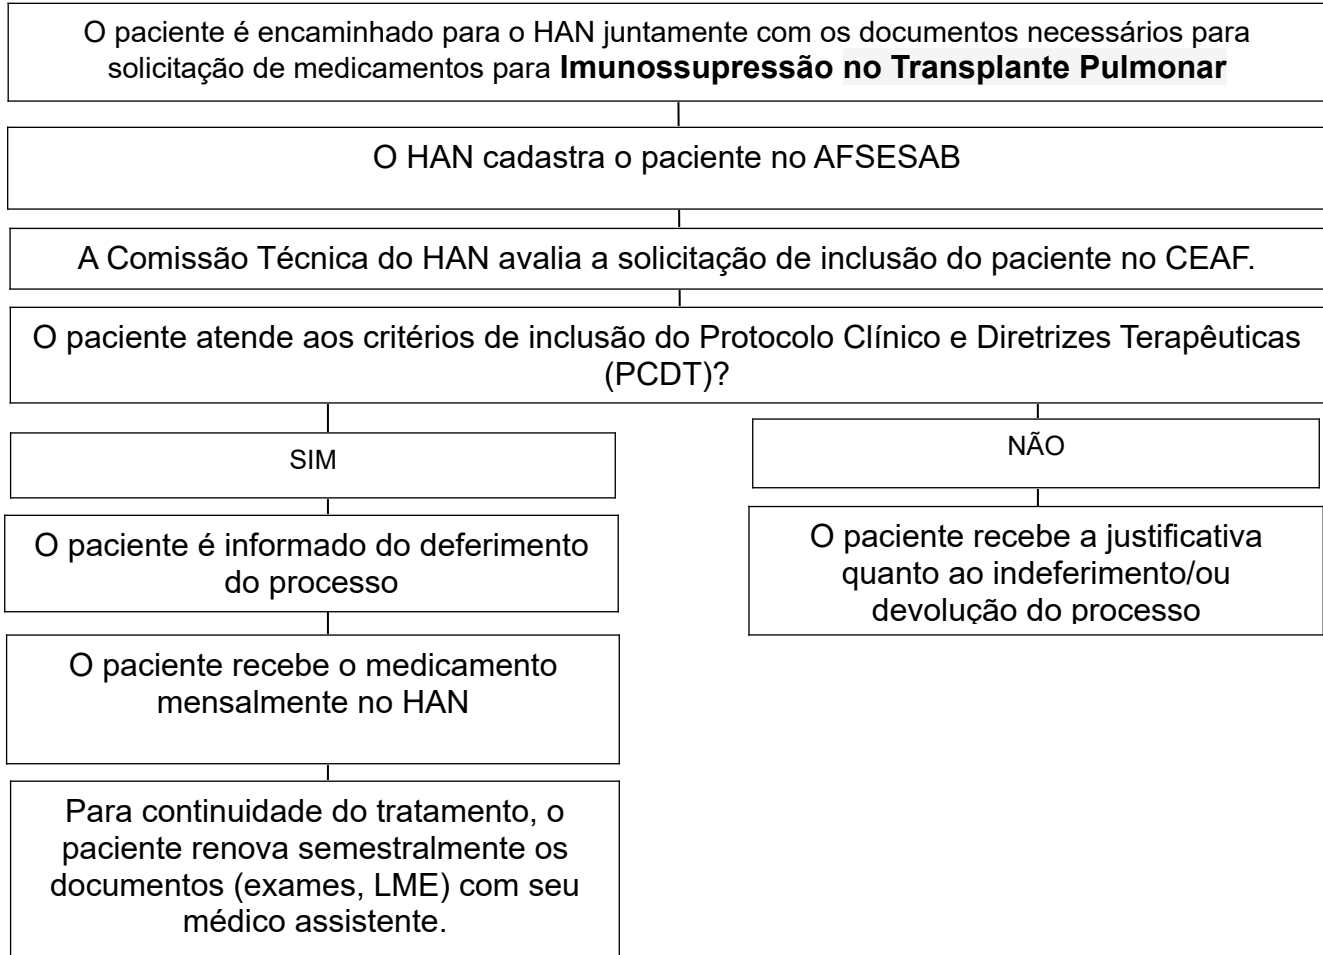 O paciente é encaminhado para o HAN juntamente com os documentos necessários para
solicitação de medicamentos para Imunossupressão no Transplante Pulmonar
O HAN cadastra o paciente no AFSESAB
A Comissão Técnica do HAN avalia a solicitação de inclusão do paciente no CEAF.
O paciente atende aos critérios de inclusão do Protocolo Clínico e Diretrizes Terapêuticas
(PCDT)?
SIM
NÃO
O paciente é informado do deferimento
do processo
O paciente recebe a justificativa
quanto ao indeferimento/ou
devolução do processo
O paciente recebe o medicamento
mensalmente no HAN
Para continuidade do tratamento, o
paciente renova semestralmente os
documentos (exames, LME) com seu
médico assistente.